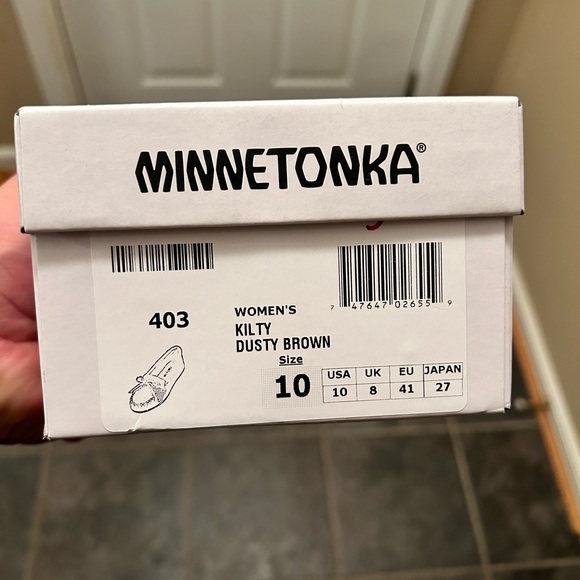 MINNETONKA®
403
WOMEN'S
KILTY
DUSTY BROWN
Size
10
USA UK EU JAPAN
10 8 41 27
7 47647 02655 9